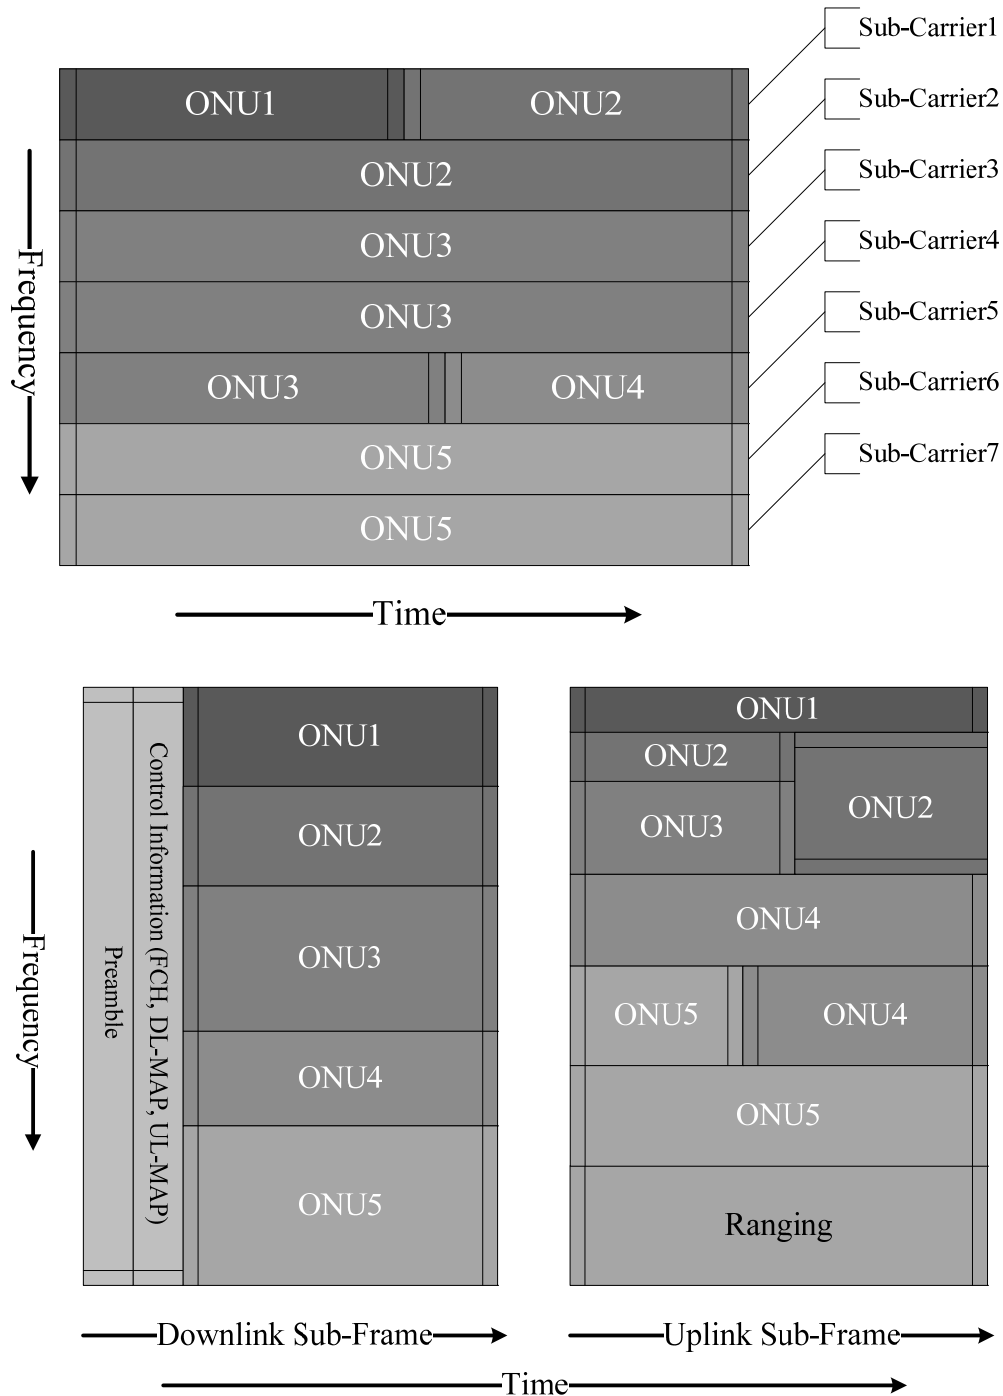 Sub-Carrier1
ONU1 ONU2
Sub-Carrier2
ONU2
Sub-Carrier3
ONU3
Sub-Carrier4
ONU3
Sub-Carrier5
ONU3 ONU4
Sub-Carrier6
ONU5
Sub-Carrier7
ONU5
Frequency
Time
Preamble
Control Information (FCH, DL-MAP, UL-MAP)
ONU1
ONU2
ONU3
ONU4
ONU5
ONU1
ONU2
ONU2
ONU3
ONU4
ONU5 ONU4
ONU5
Ranging
Frequency
Downlink Sub-Frame
Uplink Sub-Frame
Time